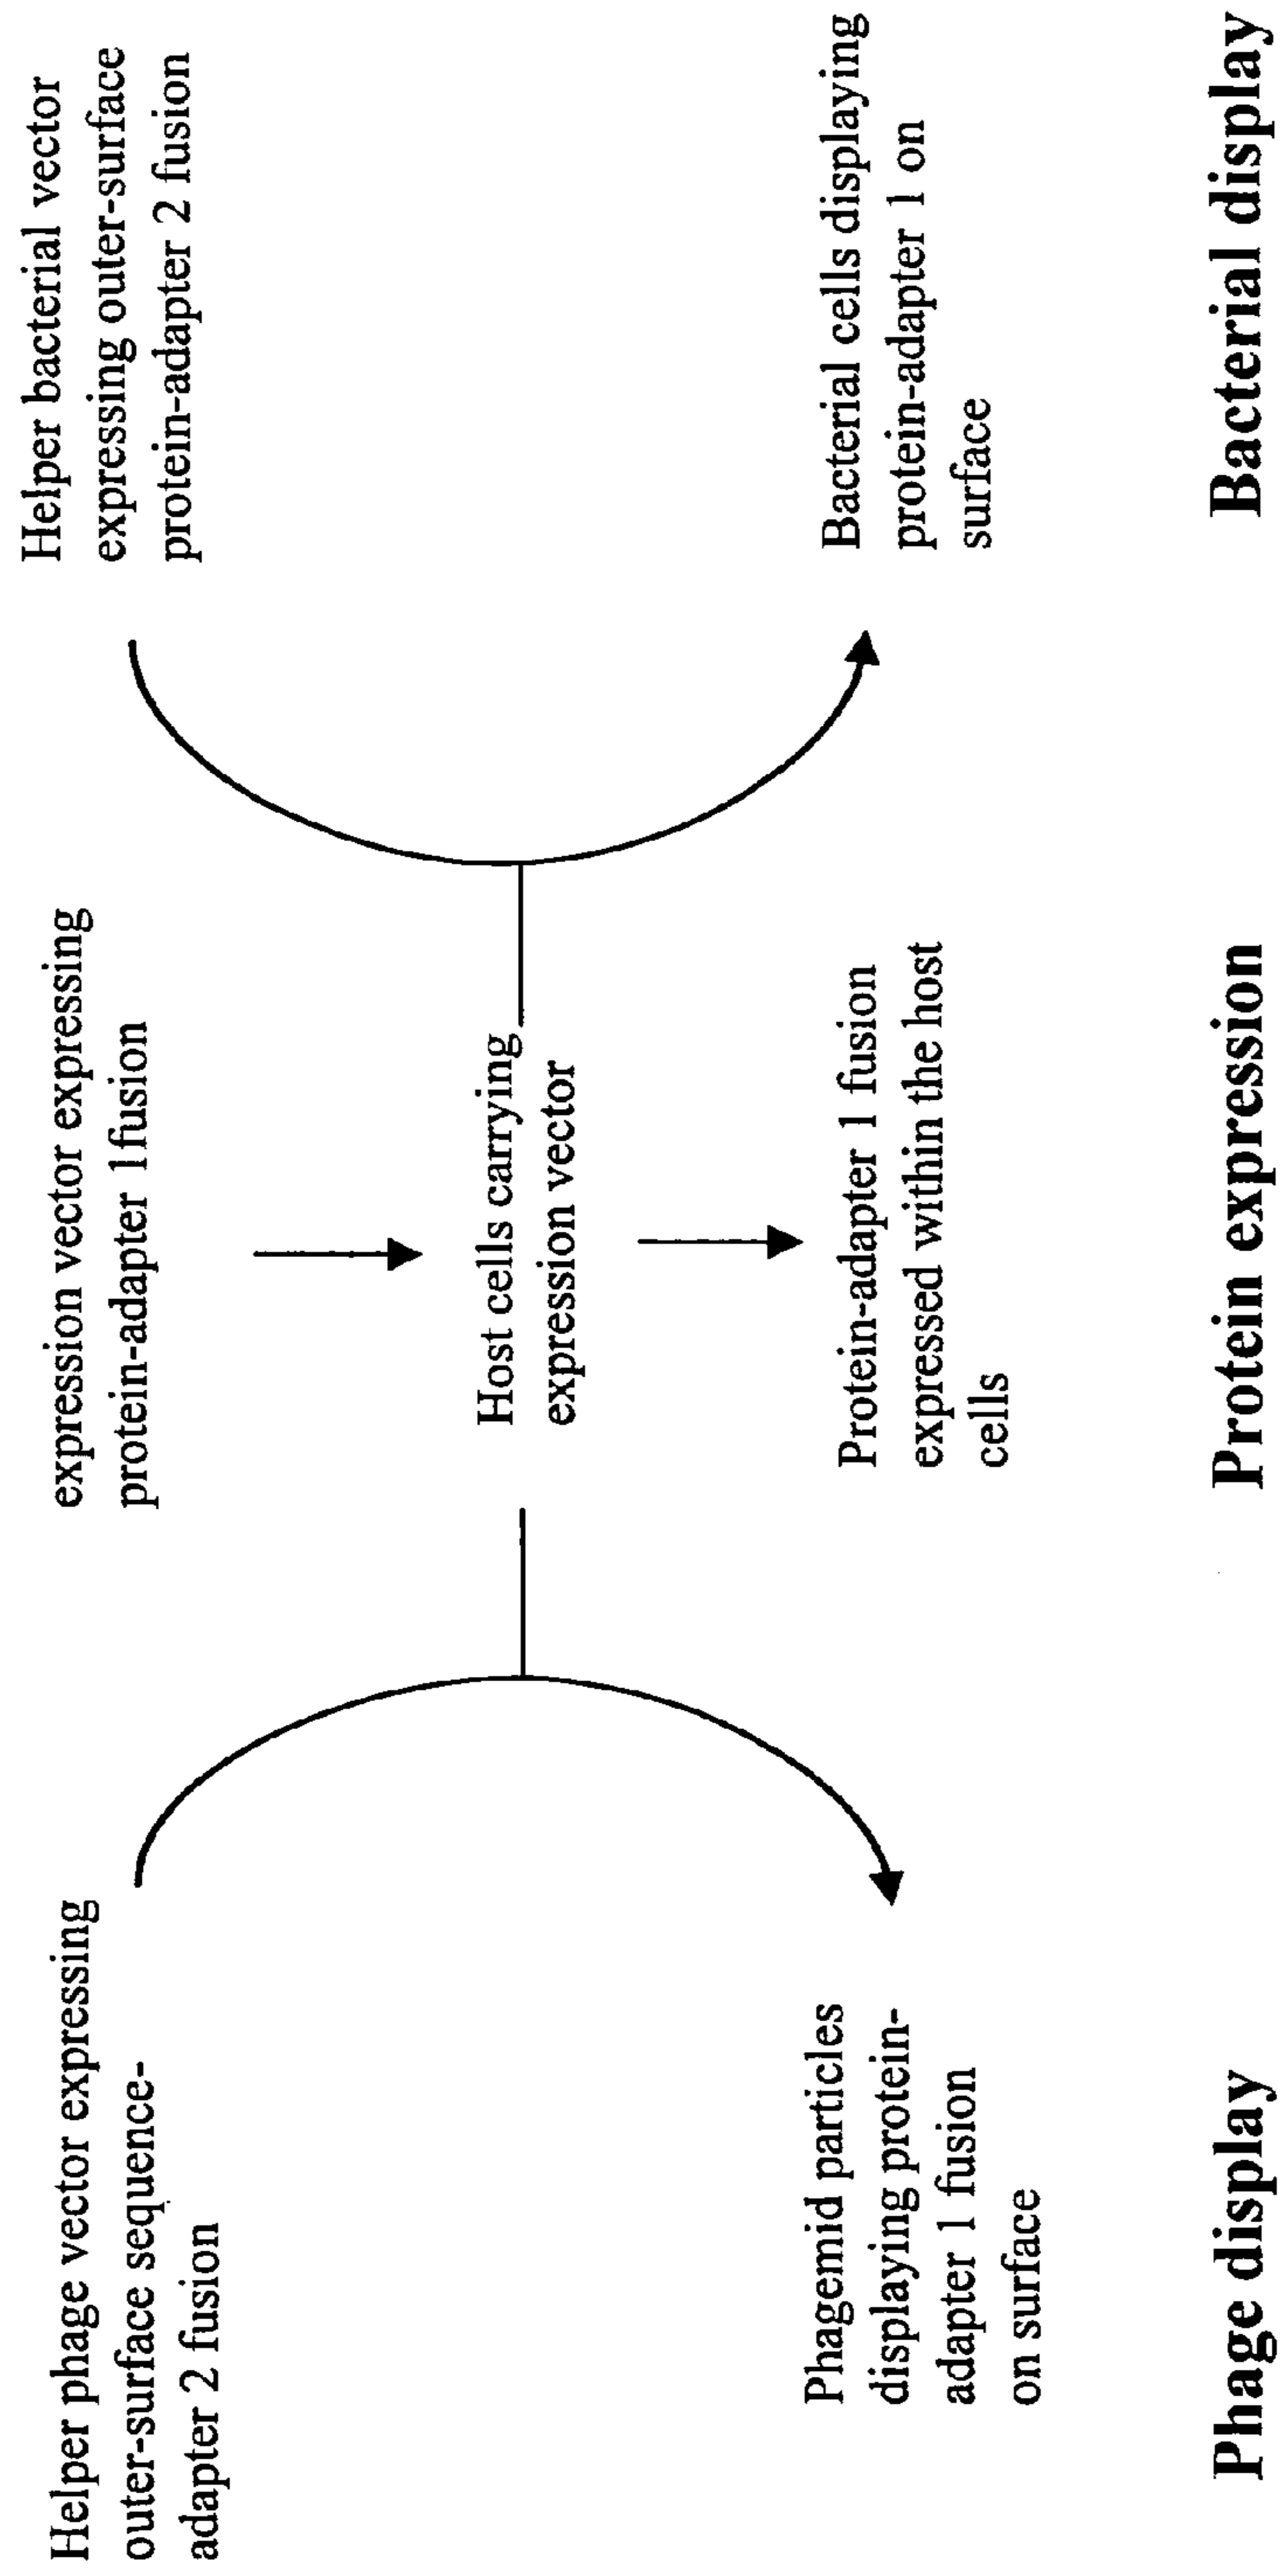 Helper phage vector expressing
outer-surface sequence-
adapter 2 fusion
expression vector expressing
protein-adapter 1fusion
Helper bacterial vector
expressing outer-surface
protein-adapter 2 fusion
Host cells carrying
expression vector
Phagemid particles
displaying protein-
adapter 1 fusion
on surface
Protein-adapter 1 fusion
expressed within the host
cells
Bacterial cells displaying
protein-adapter 1 on
surface
Phage display
Protein expression
Bacterial display